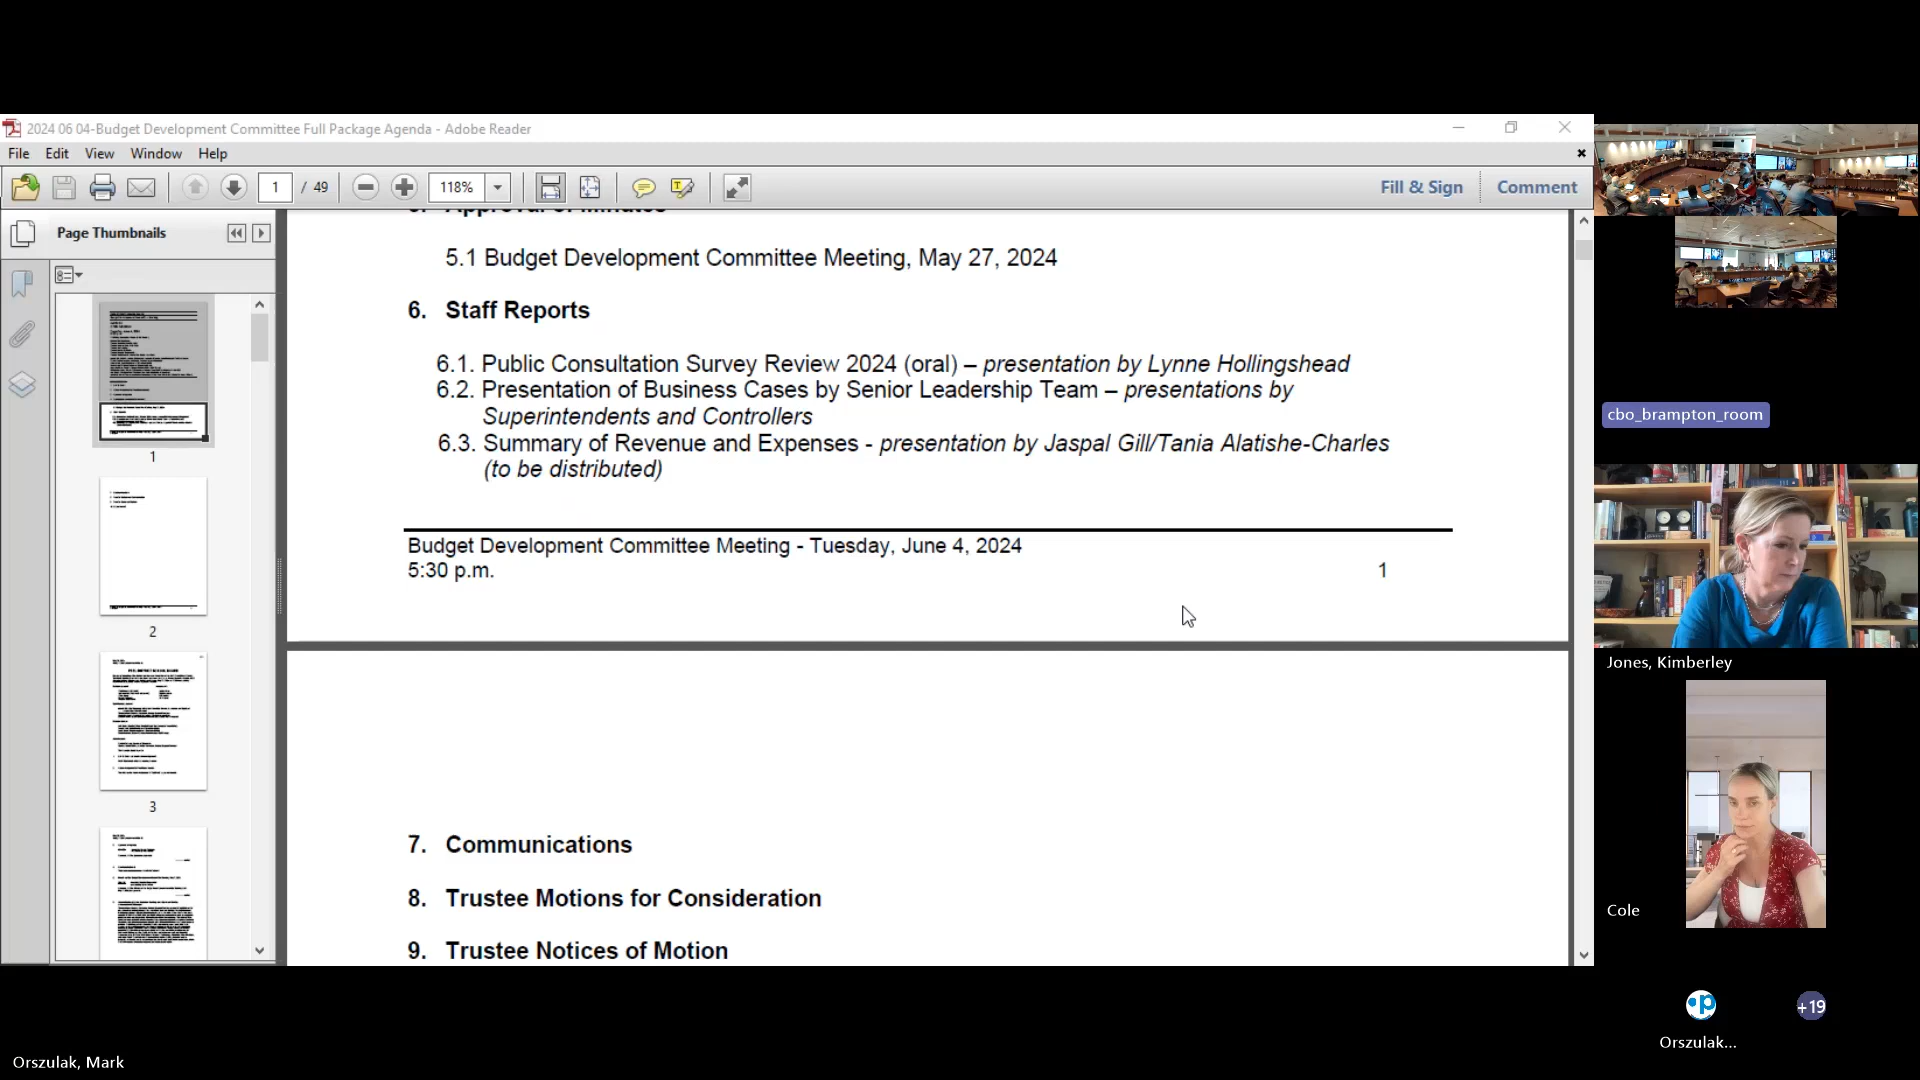 2024 06 04-Budget Development Committee Full Package Agenda - Adobe Reader
File Edit View Window Help
1 / 49 118% Fill & Sign Comment
Page Thumbnails
1
2
3
5.1 Budget Development Committee Meeting, May 27, 2024
6. Staff Reports
6.1. Public Consultation Survey Review 2024 (oral) – presentation by Lynne Hollingshead
6.2. Presentation of Business Cases by Senior Leadership Team – presentations by
Superintendents and Controllers
6.3. Summary of Revenue and Expenses - presentation by Jaspal Gill/Tania Alatishe-Charles
(to be distributed)
Budget Development Committee Meeting - Tuesday, June 4, 2024
5:30 p.m. 1
7. Communications
8. Trustee Motions for Consideration
9. Trustee Notices of Motion
cbo_brampton_room
Jones, Kimberley
Cole
p
+19
Orszulak...
Orszulak, Mark